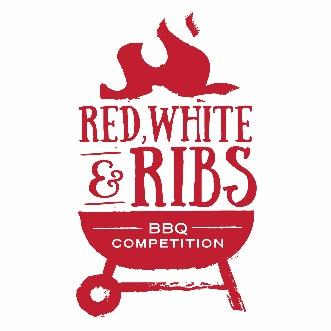 RED, WHITE
& RIBS
BBQ
COMPETITION